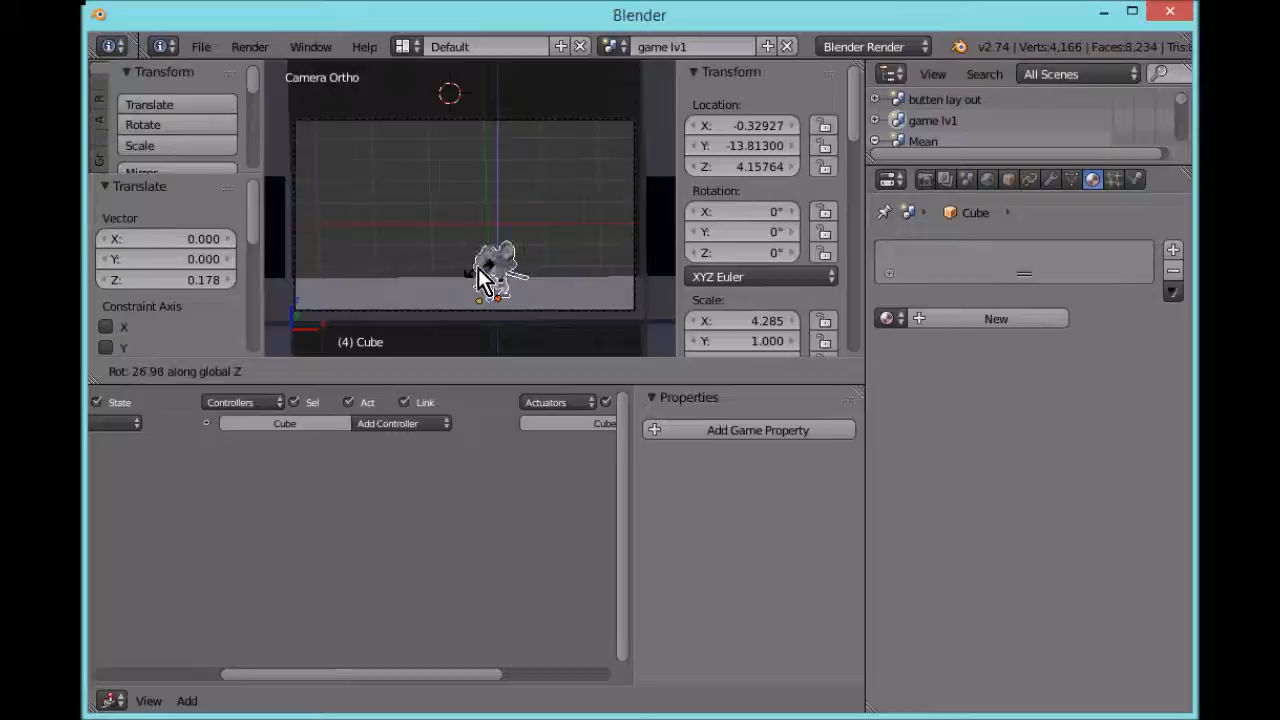 Blender
File Render Window Help Default game lv1 Blender Render v2.74 | Verts:4,166 | Faces:8,234 | Tris:
Transform
Translate
Rotate
Scale
Translate
Vector
X: 0.000
Y: 0.000
Z: 0.178
Constraint Axis
X
Y
R
A
Gr
Camera Ortho
(4) Cube
Transform
Location:
X: -0.32927
Y: -13.81300
Z: 4.15764
Rotation:
X: 0°
Y: 0°
Z: 0°
XYZ Euler
Scale:
X: 4.285
Y: 1.000
View Search All Scenes
butten lay out
game lv1
Mean
Cube
New
Rot: 26.90 along global Z
State Controllers Sel Act Link Actuators
Cube Add Controller Cube
Properties
Add Game Property
View Add